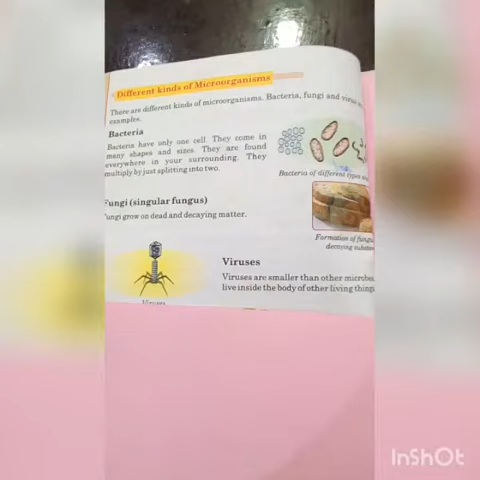 Different kinds of Microorganisms
There are different kinds of microorganisms. Bacteria, fungi and virus
examples.
Bacteria
Bacteria have only one cell. They come in
many shapes and sizes. They are found
everywhere in your surrounding. They
multiply by just splitting into two.
Bacteria of different types
Fungi (singular fungus)
Fungi grow on dead and decaying matter.
Formation of fungu
decaying substan
Viruses
Viruses are smaller than other microbes
live inside the body of other living things
Viruses
InShOt